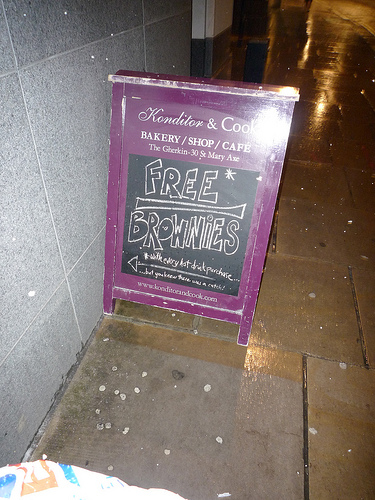 Konditor & Cook
BAKERY / SHOP / CAFÉ
The Gherkin-30 St Mary Axe
FREE*
BROWNIES
*with every hot drink purchase...
...but you knew there was a catch!
www.konditorandcook.com